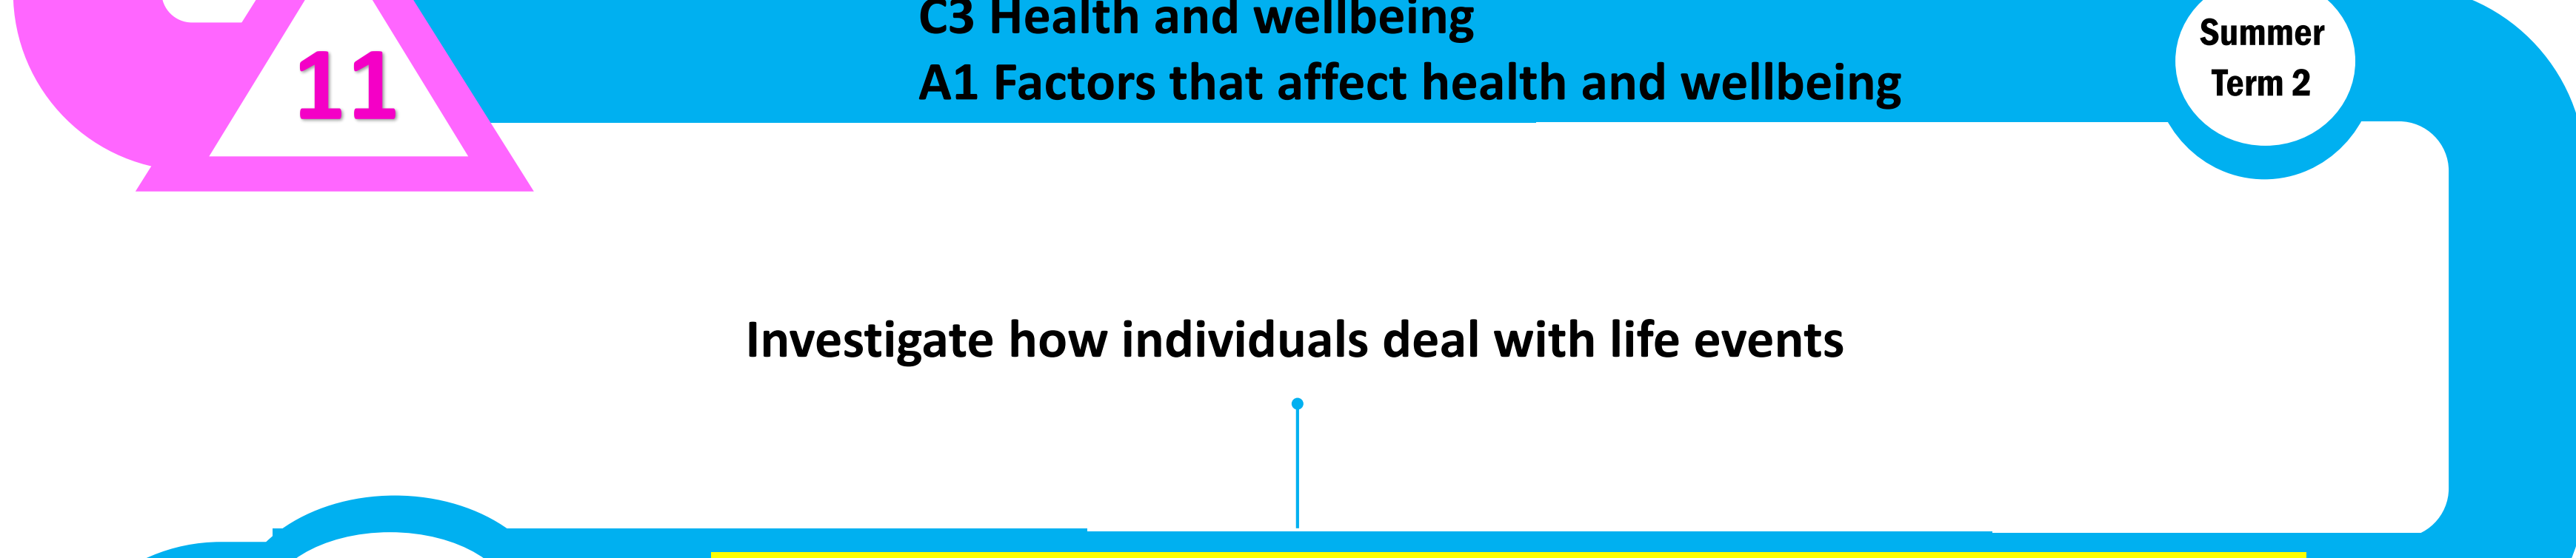 C3 Health and wellbeing
A1 Factors that affect health and wellbeing
Summer
Term 2
11
Investigate how individuals deal with life events